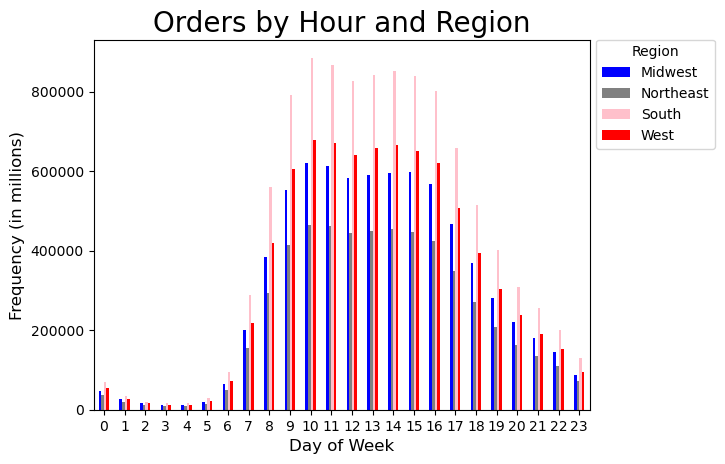 Orders by Hour and Region
Region
Midwest
Northeast
South
West
Frequency (in millions)
800000
600000
400000
200000
0
0 1 2 3 4 5 6 7 8 9 10 11 12 13 14 15 16 17 18 19 20 21 22 23
Day of Week